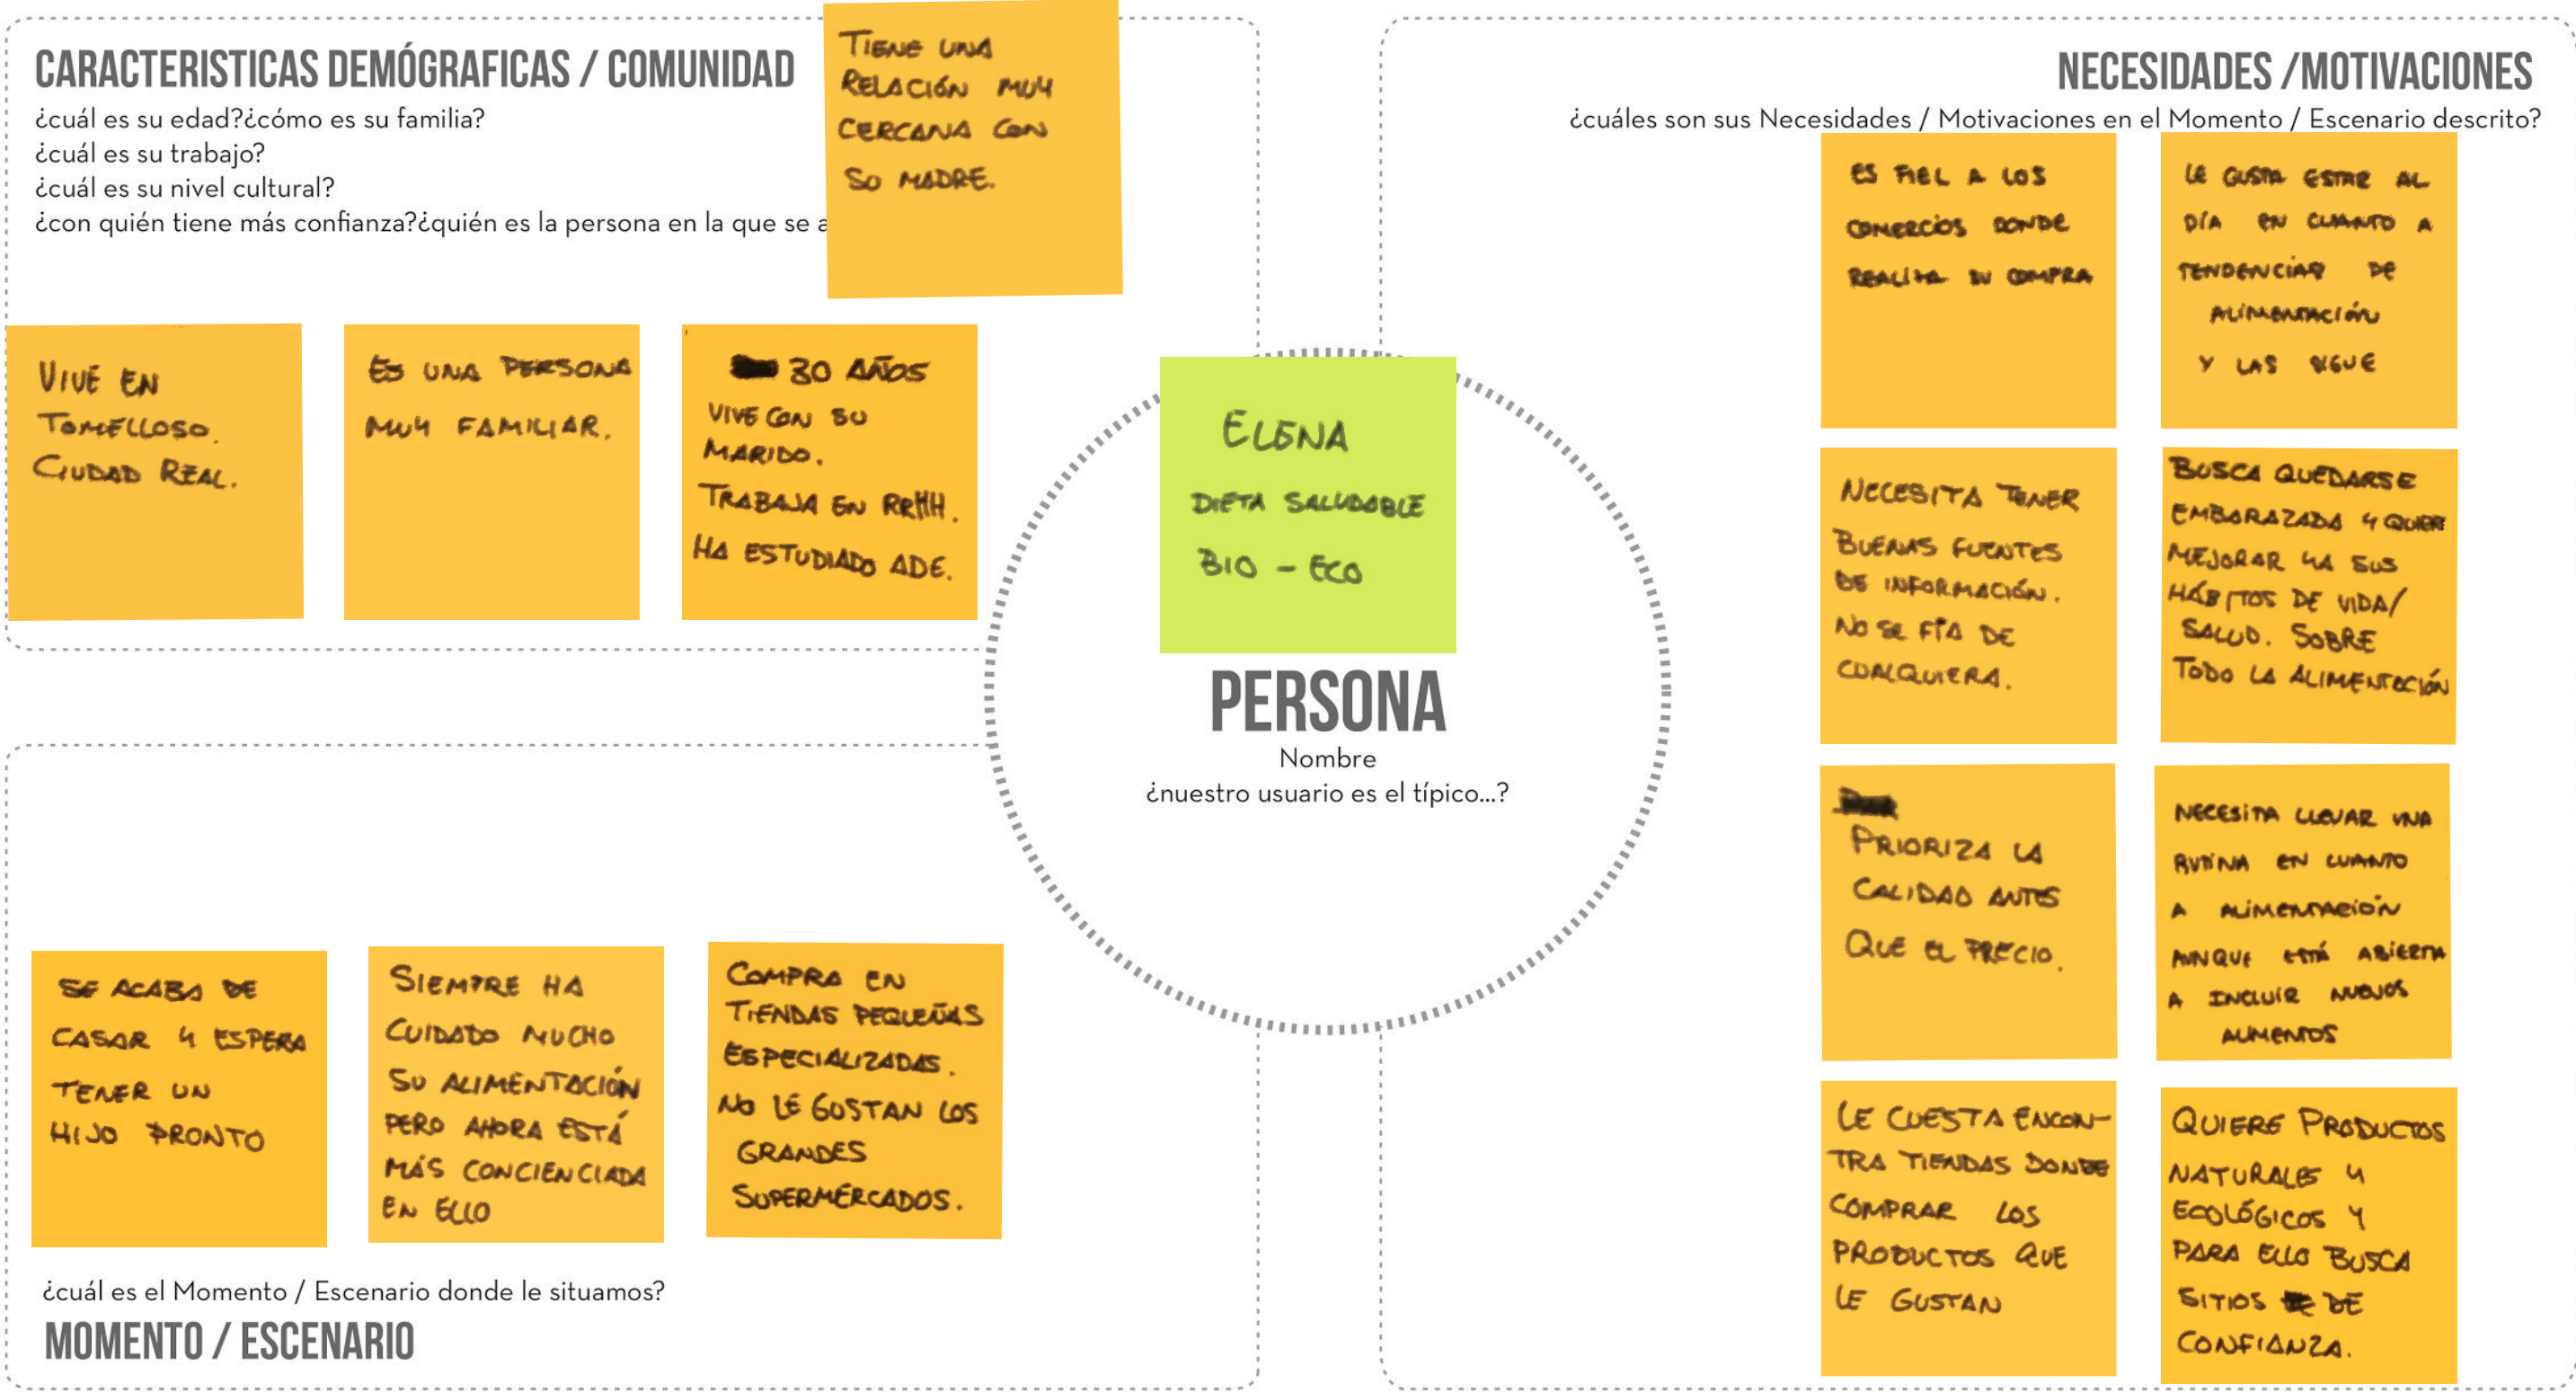 CARACTERISTICAS DEMÓGRAFICAS / COMUNIDAD
¿cuál es su edad?¿cómo es su familia?
¿cuál es su trabajo?
¿cuál es su nivel cultural?
¿con quién tiene más confianza?¿quién es la persona en la que se a
TIENE UNA
RELACIÓN MUY
CERCANA CON
SU MADRE.
VIVE EN
TOMELLOSO.
CIUDAD REAL.
ES UNA PERSONA
MUY FAMILIAR.
30 AÑOS
VIVE CON SU
MARIDO.
TRABAJA EN RRHH.
HA ESTUDIADO ADE.
ELENA
DIETA SALUDABLE
BIO - ECO
PERSONA
Nombre
¿nuestro usuario es el típico...?
NECESIDADES /MOTIVACIONES
¿cuáles son sus Necesidades / Motivaciones en el Momento / Escenario descrito?
ES FIEL A LOS
COMERCIOS DONDE
REALIZA SU COMPRA
LE GUSTA ESTAR AL
DÍA EN CUANTO A
TENDENCIAS DE
ALIMENTACIÓN
Y LAS SIGUE
NECESITA TENER
BUENAS FUENTES
DE INFORMACIÓN.
NO SE FÍA DE
CUALQUIERA.
BUSCA QUEDARSE
EMBARAZADA Y QUIERE
MEJORAR YA SUS
HÁBITOS DE VIDA/
SALUD. SOBRE
TODO LA ALIMENTACIÓN
PRIORIZA LA
CALIDAD ANTES
QUE EL PRECIO.
NECESITA LLEVAR UNA
RUTINA EN CUANTO
A ALIMENTACIÓN
AUNQUE ESTÁ ABIERTA
A INCLUIR NUEVOS
ALIMENTOS
LE CUESTA ENCON-
TRA TIENDAS DONDE
COMPRAR LOS
PRODUCTOS QUE
LE GUSTAN
QUIERE PRODUCTOS
NATURALES Y
ECOLÓGICOS Y
PARA ELLO BUSCA
SITIOS DE
CONFIANZA.
SE ACABA DE
CASAR Y ESPERA
TENER UN
HIJO PRONTO
SIEMPRE HA
CUIDADO MUCHO
SU ALIMENTACIÓN
PERO AHORA ESTÁ
MÁS CONCIENCIADA
EN ELLO
COMPRA EN
TIENDAS PEQUEÑAS
ESPECIALIZADAS.
NO LE GUSTAN LOS
GRANDES
SUPERMERCADOS.
¿cuál es el Momento / Escenario donde le situamos?
MOMENTO / ESCENARIO